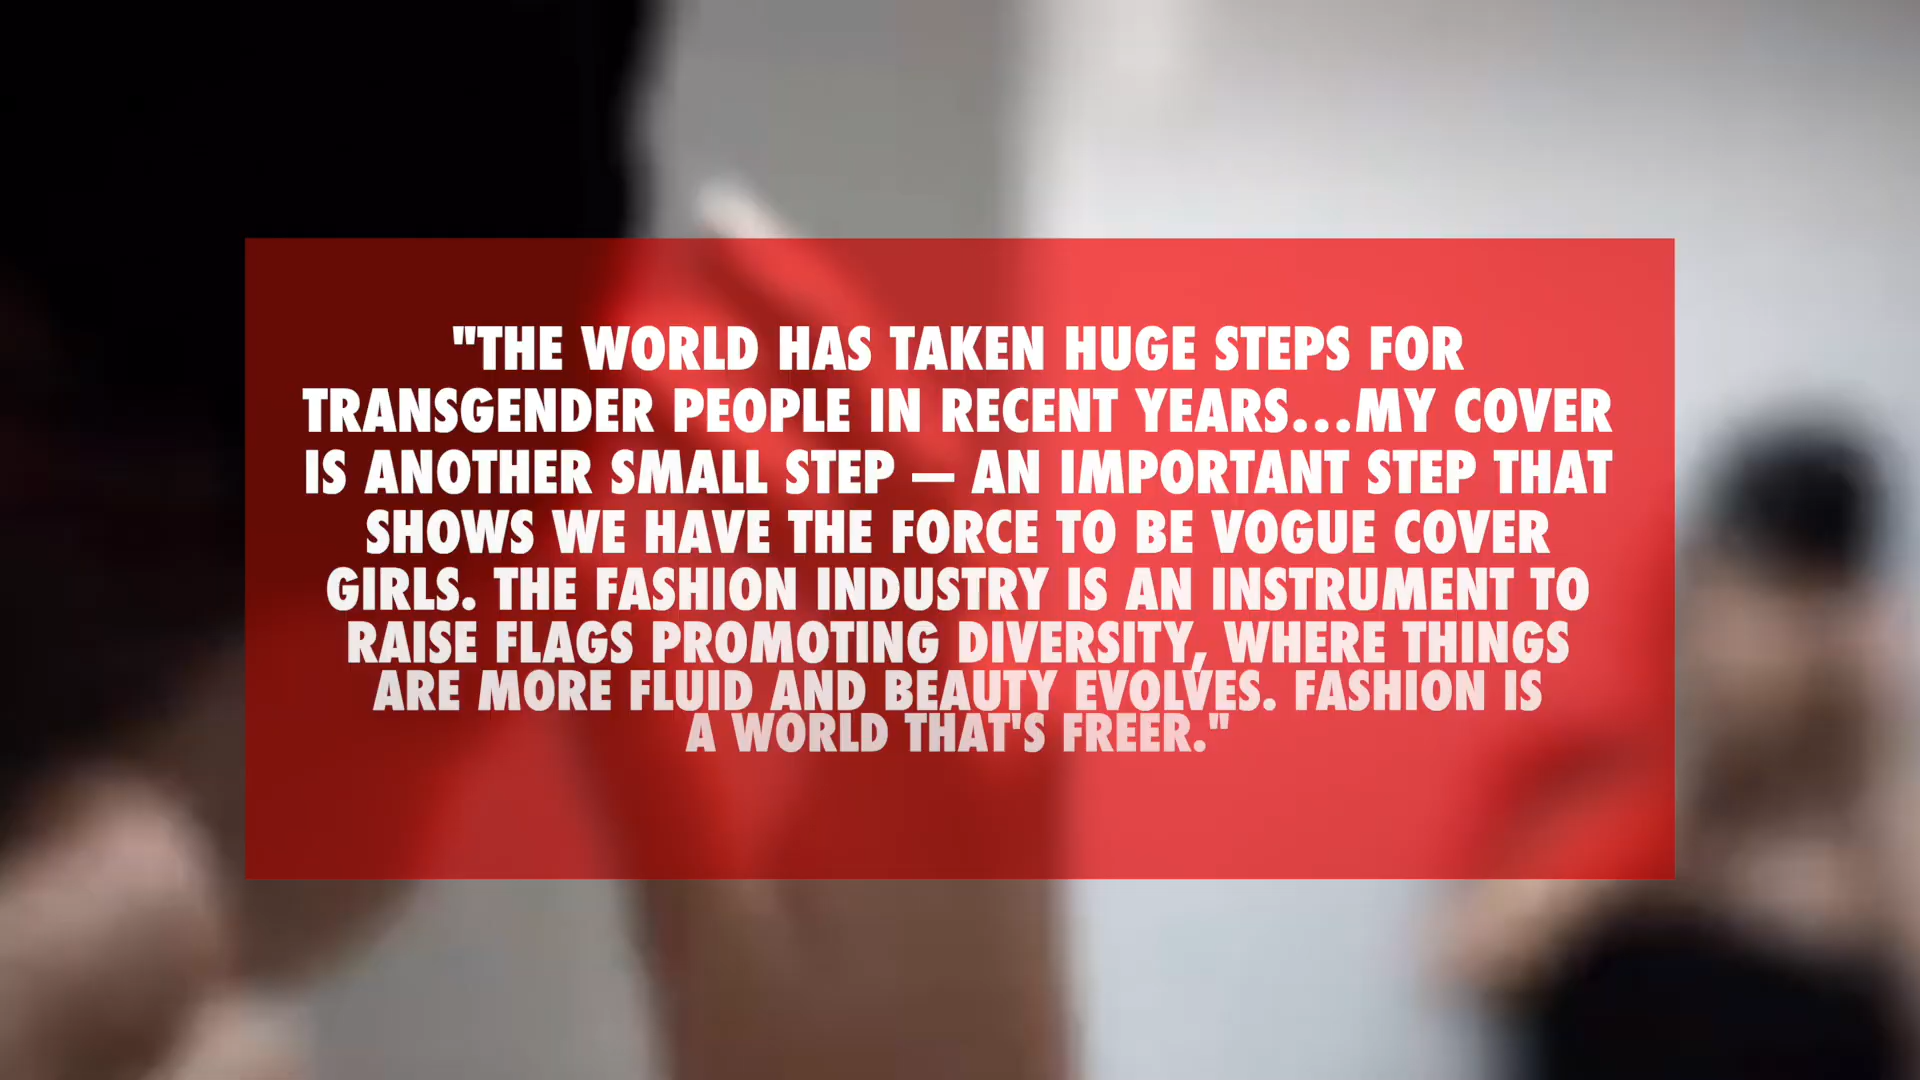 "THE WORLD HAS TAKEN HUGE STEPS FOR
TRANSGENDER PEOPLE IN RECENT YEARS...MY COVER
IS ANOTHER SMALL STEP — AN IMPORTANT STEP THAT
SHOWS WE HAVE THE FORCE TO BE VOGUE COVER
GIRLS. THE FASHION INDUSTRY IS AN INSTRUMENT TO
RAISE FLAGS PROMOTING DIVERSITY, WHERE THINGS
ARE MORE FLUID AND BEAUTY EVOLVES. FASHION IS
A WORLD THAT'S FREER."